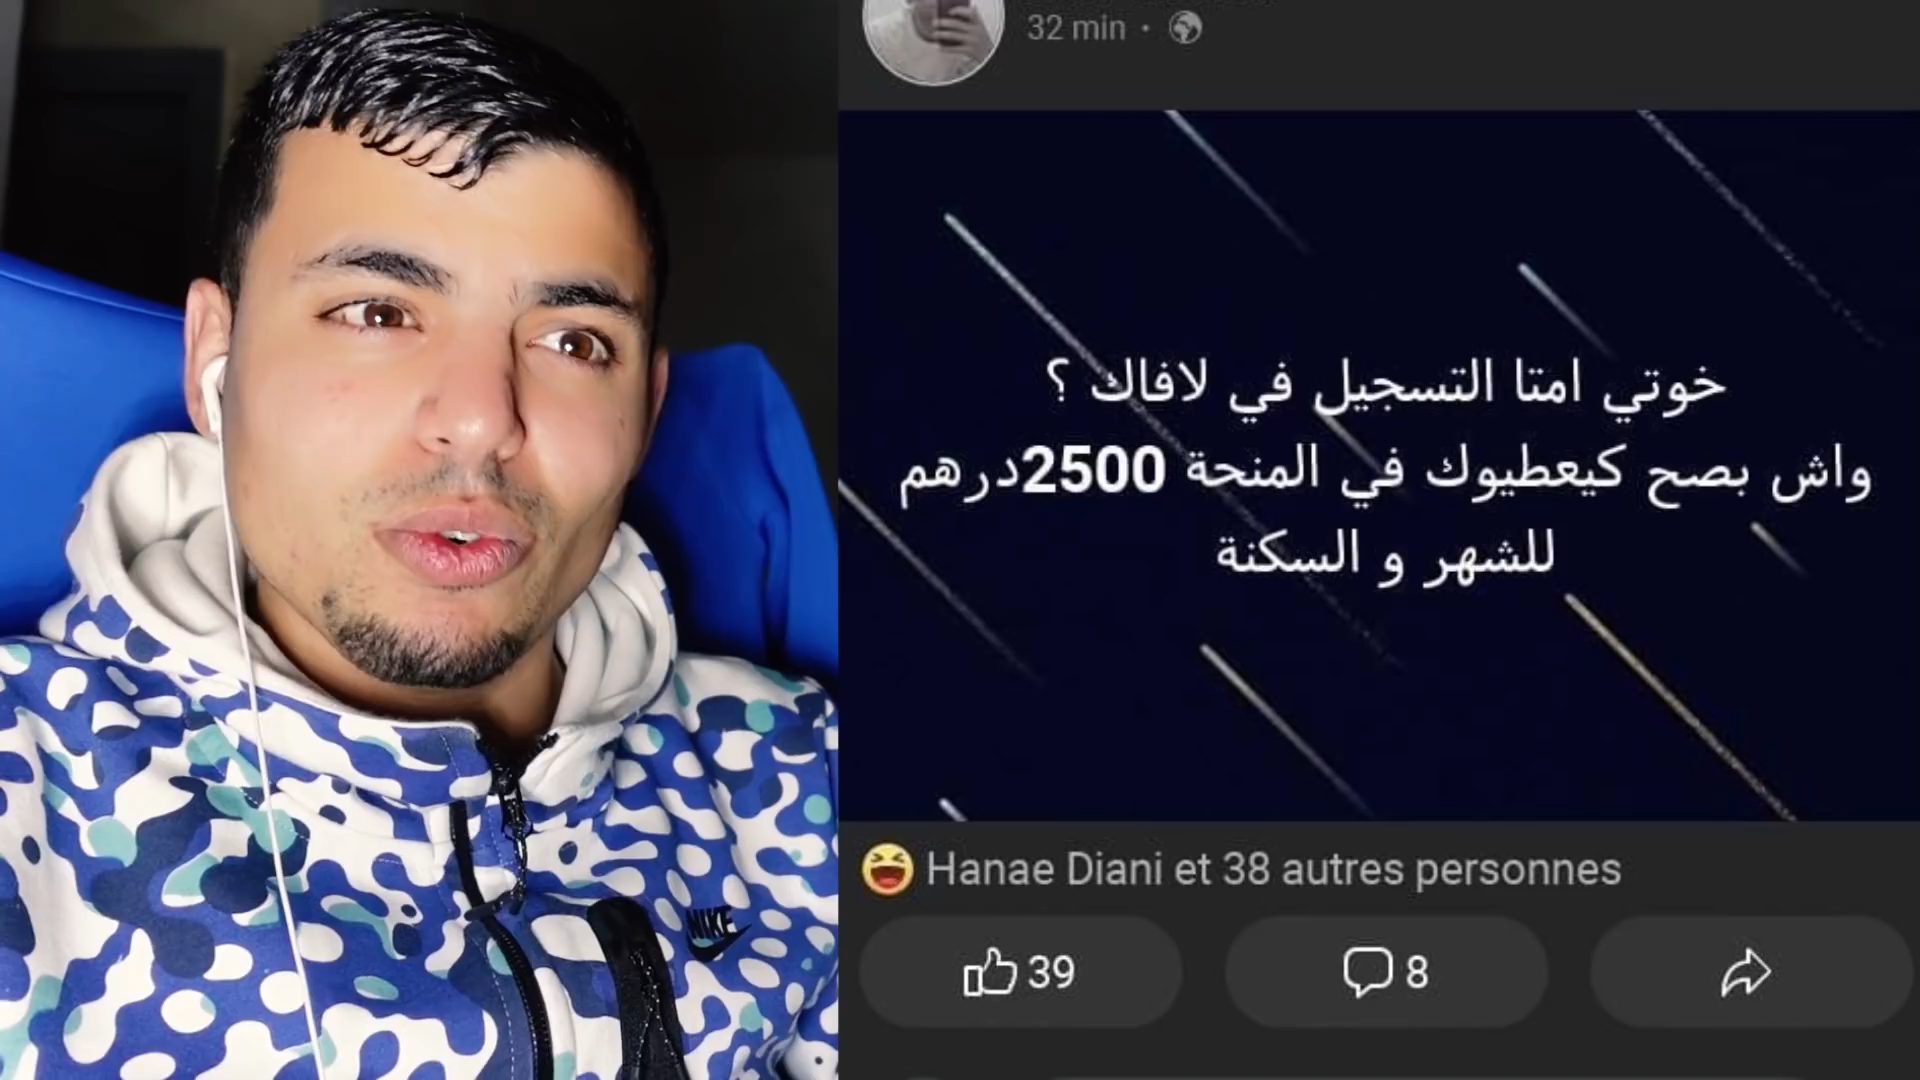 32 min
خوتي امتا التسجيل في لافاك ؟
واش بصح كيعطيوك في المنحة 2500درهم
للشهر و السكنة
Hanae Diani et 38 autres personnes
39
8
NIKE